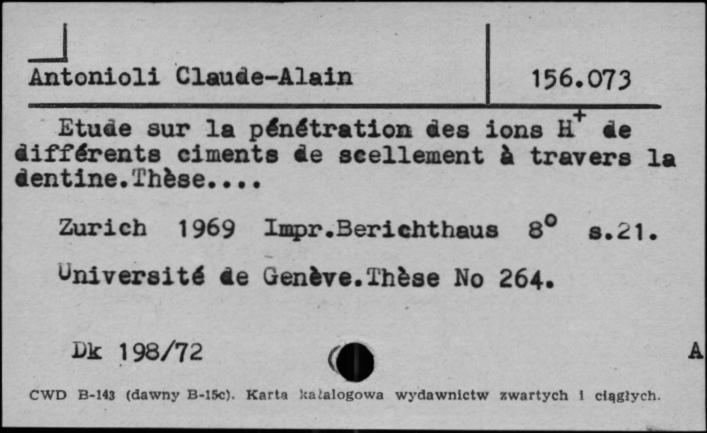 Antonioli Claude-Alain 156.073
Etude sur la pénétration des ions H+ de
différents ciments de scellement à travers la
dentine.Thèse....
Zurich 1969 Impr.Berichthaus 8° s.21.
Université de Genève.Thèse No 264.
Dk 198/72 A
CWD B-143 (dawny B-15c). Karta katalogowa wydawnictw zwartych i ciągłych.